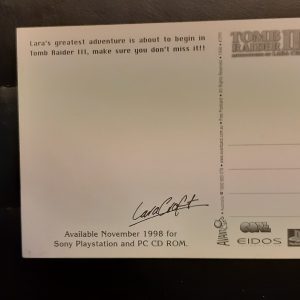 Lara's greatest adventure is about to begin in
Tomb Raider III, make sure you don't miss it!!
Lara Croft
Available November 1998 for
Sony Playstation and PC CD ROM.
TOMB
RAIDER III
CORE
EIDOS